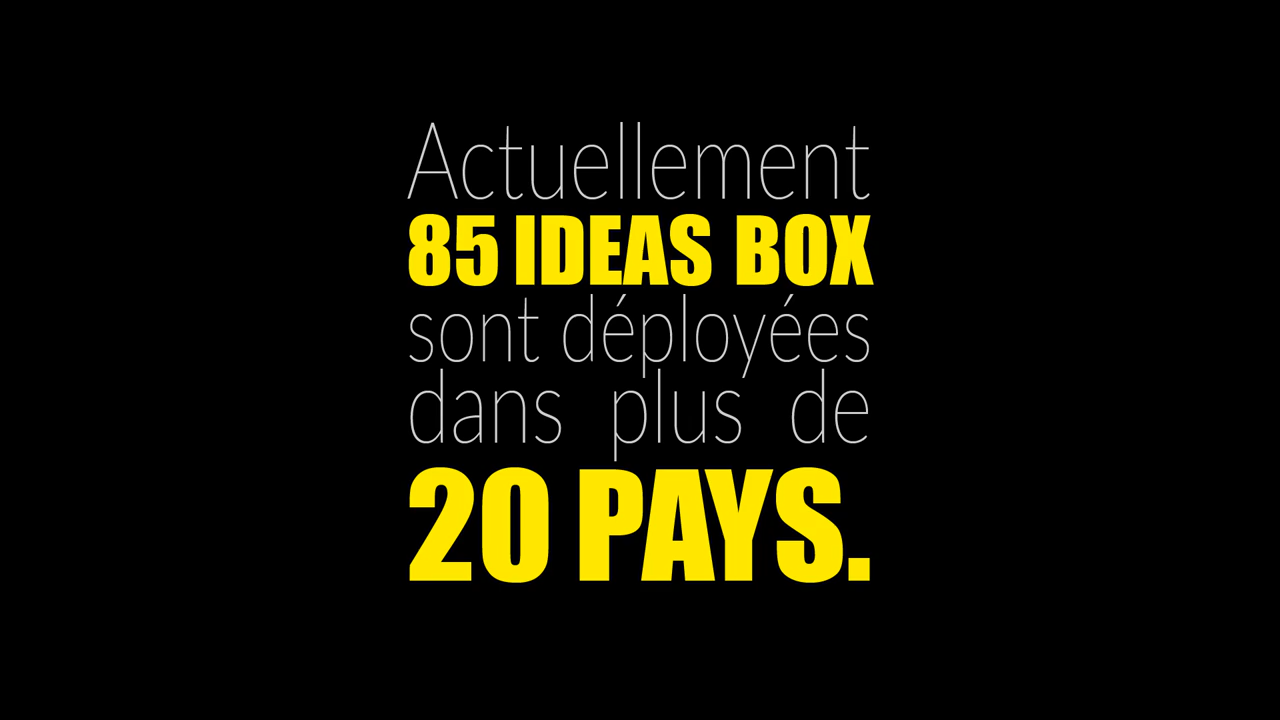 Actuellement
85 IDEAS BOX
sont déployées
dans plus de
20 PAYS.